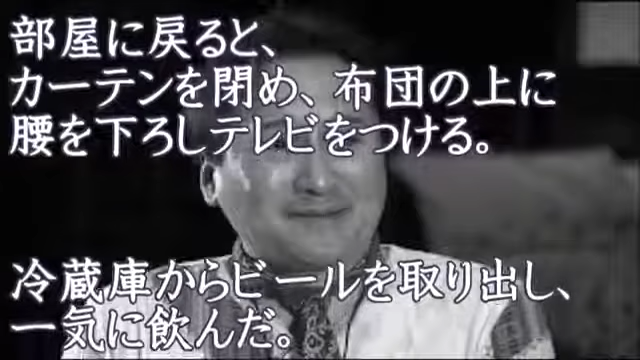 部屋に戻ると、
カーテンを閉め、布団の上に
腰を下ろしテレビをつける。
冷蔵庫からビールを取り出し、
一気に飲んだ。